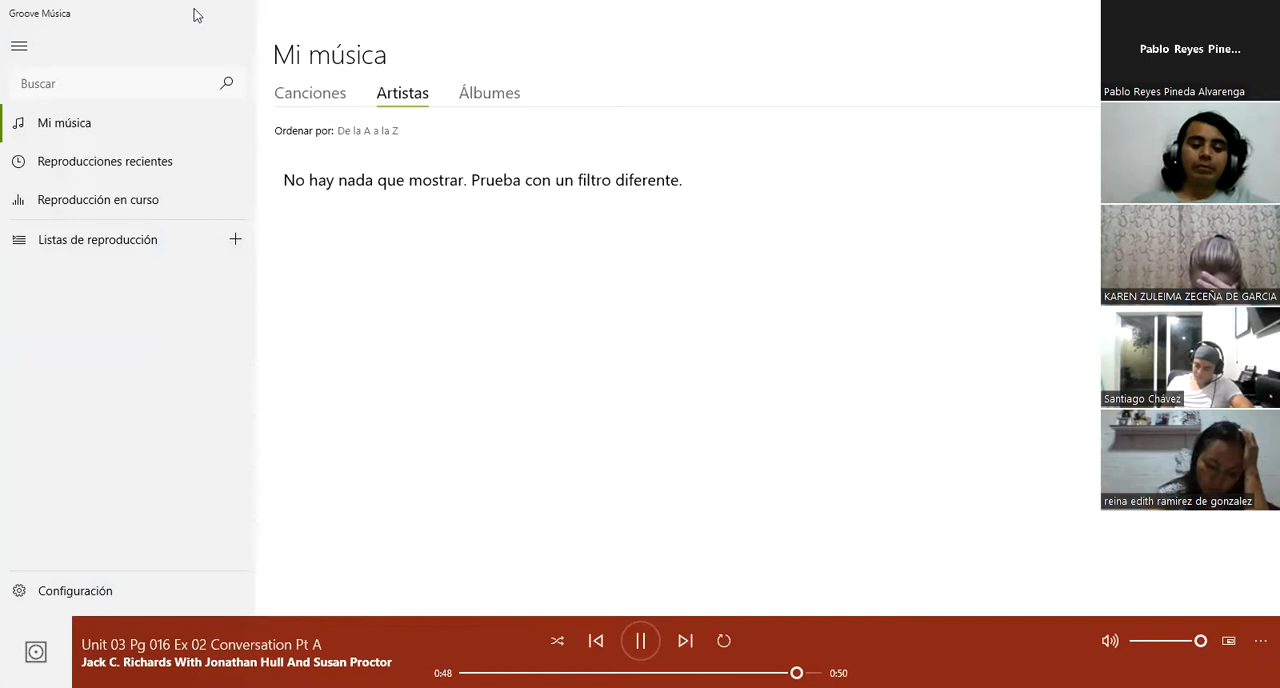 Groove Música
Buscar
Mi música
Reproducciones recientes
Reproducción en curso
Listas de reproducción
Configuración
Mi música
Canciones Artistas Álbumes
Ordenar por: De la A a la Z
No hay nada que mostrar. Prueba con un filtro diferente.
Pablo Reyes Pine...
Pablo Reyes Pineda Alvarenga
KAREN ZULEIMA ZECEÑA DE GARCIA
Santiago Chávez
reina edith ramirez de gonzalez
Unit 03 Pg 016 Ex 02 Conversation Pt A
Jack C. Richards With Jonathan Hull And Susan Proctor
0:48 0:50